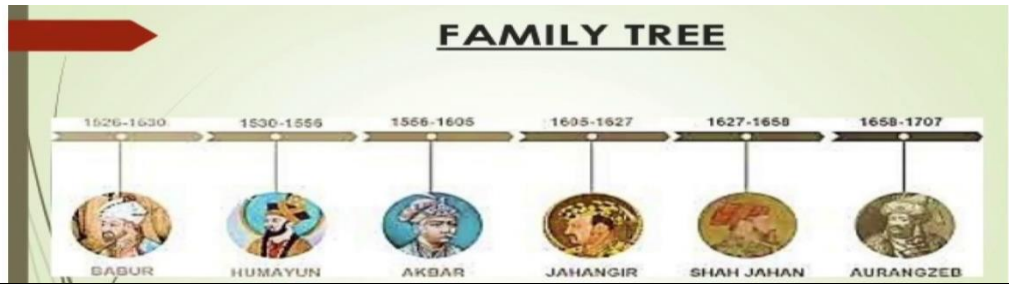 FAMILY TREE
1526-1530 1530-1556 1556-1605 1605-1627 1627-1658 1658-1707
BABUR HUMAYUN AKBAR JAHANGIR SHAH JAHAN AURANGZEB